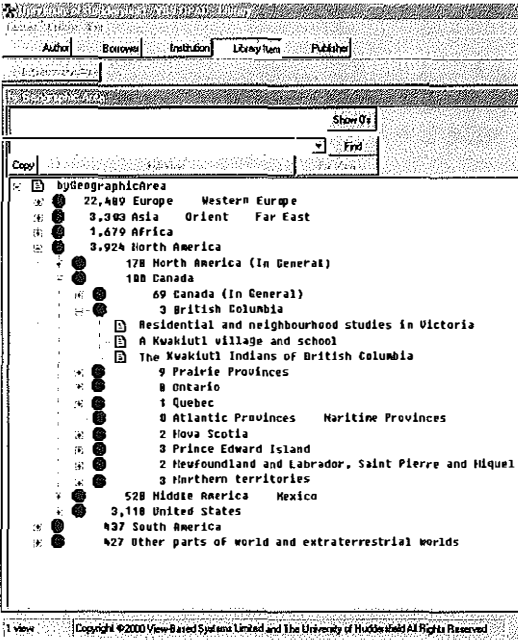 Author Borrower Institution Library Item Publisher
Show 0's
Find
Copy
byGeographicArea
22,489 Europe Western Europe
3,303 Asia Orient Far East
1,679 Africa
3,924 North America
178 North America (In General)
100 Canada
69 Canada (In General)
3 British Columbia
Residential and neighbourhood studies in Victoria
A Kwakiutl village and school
The Kwakiutl Indians of British Columbia
9 Prairie Provinces
8 Ontario
1 Quebec
0 Atlantic Provinces Maritime Provinces
2 Nova Scotia
3 Prince Edward Island
2 Newfoundland and Labrador, Saint Pierre and Miquel
3 Northern territories
528 Middle America Mexico
3,118 United States
437 South America
427 Other parts of world and extraterrestrial worlds
1 view Copyright ©2000 View-Based Systems Limited and The University of Huddersfield All Rights Reserved